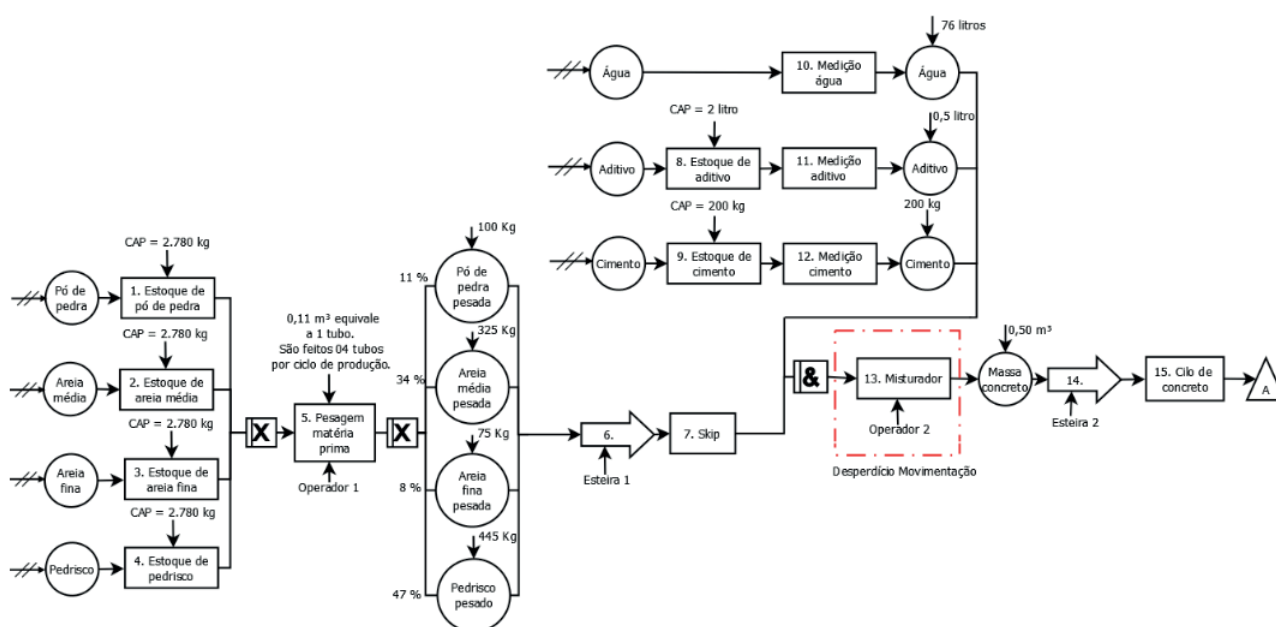 76 litros
Água
10. Medição
água
Água
CAP = 2 litro
0,5 litro
Aditivo
8. Estoque de
aditivo
11. Medição
aditivo
Aditivo
CAP = 200 kg
200 kg
Cimento
9. Estoque de
cimento
12. Medição
cimento
Cimento
CAP = 2.780 kg
Pó de
pedra
1. Estoque de
pó de pedra
CAP = 2.780 kg
Areia
média
2. Estoque de
areia média
CAP = 2.780 kg
Areia
fina
3. Estoque de
areia fina
CAP = 2.780 kg
Pedrisco
4. Estoque de
pedrisco
X
0,11 m³ equivale
a 1 tubo.
São feitos 04 tubos
por ciclo de produção.
5. Pesagem
matéria
prima
Operador 1
X
100 Kg
11 %
Pó de
pedra
pesada
325 Kg
34 %
Areia
média
pesada
75 Kg
8 %
Areia
fina
pesada
445 Kg
47 %
Pedrisco
pesado
6.
Esteira 1
7. Skip
&
13. Misturador
Operador 2
Desperdício Movimentação
0,50 m³
Massa
concreto
14.
Esteira 2
15. Cilo de
concreto
A